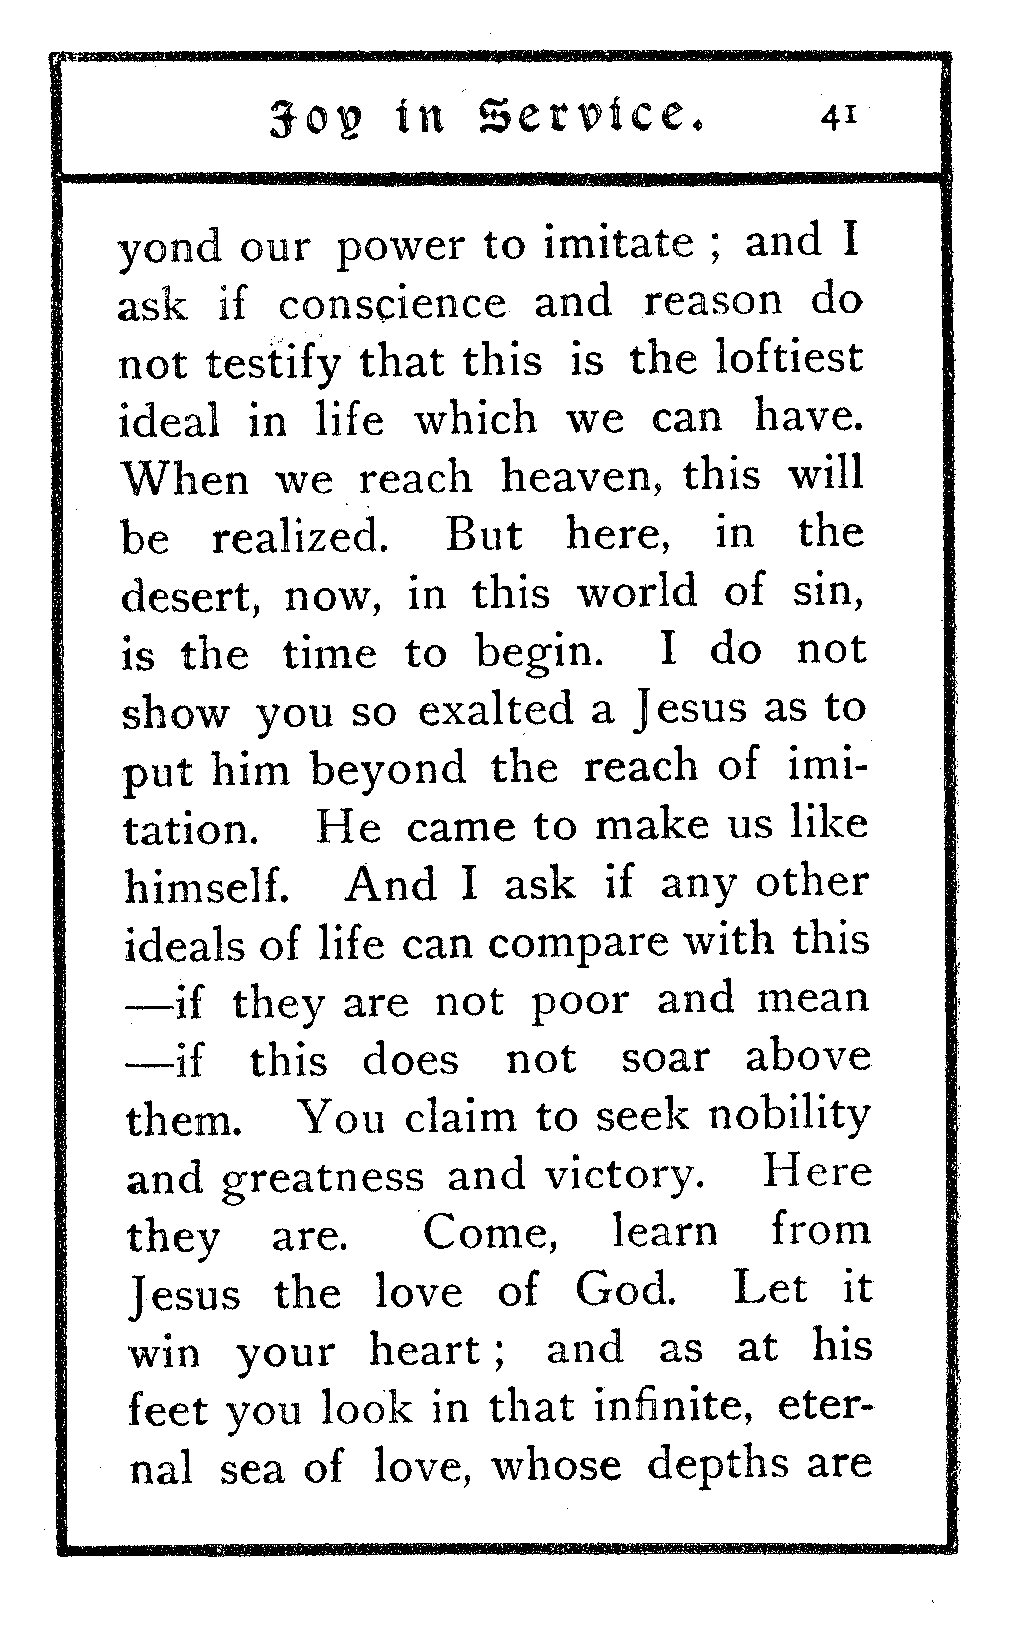 Joy in Service. 41
yond our power to imitate ; and I
ask if conscience and reason do
not testify that this is the loftiest
ideal in life which we can have.
When we reach heaven, this will
be realized. But here, in the
desert, now, in this world of sin,
is the time to begin. I do not
show you so exalted a Jesus as to
put him beyond the reach of imi-
tation. He came to make us like
himself. And I ask if any other
ideals of life can compare with this
—if they are not poor and mean
—if this does not soar above
them. You claim to seek nobility
and greatness and victory. Here
they are. Come, learn from
Jesus the love of God. Let it
win your heart ; and as at his
feet you look in that infinite, eter-
nal sea of love, whose depths are